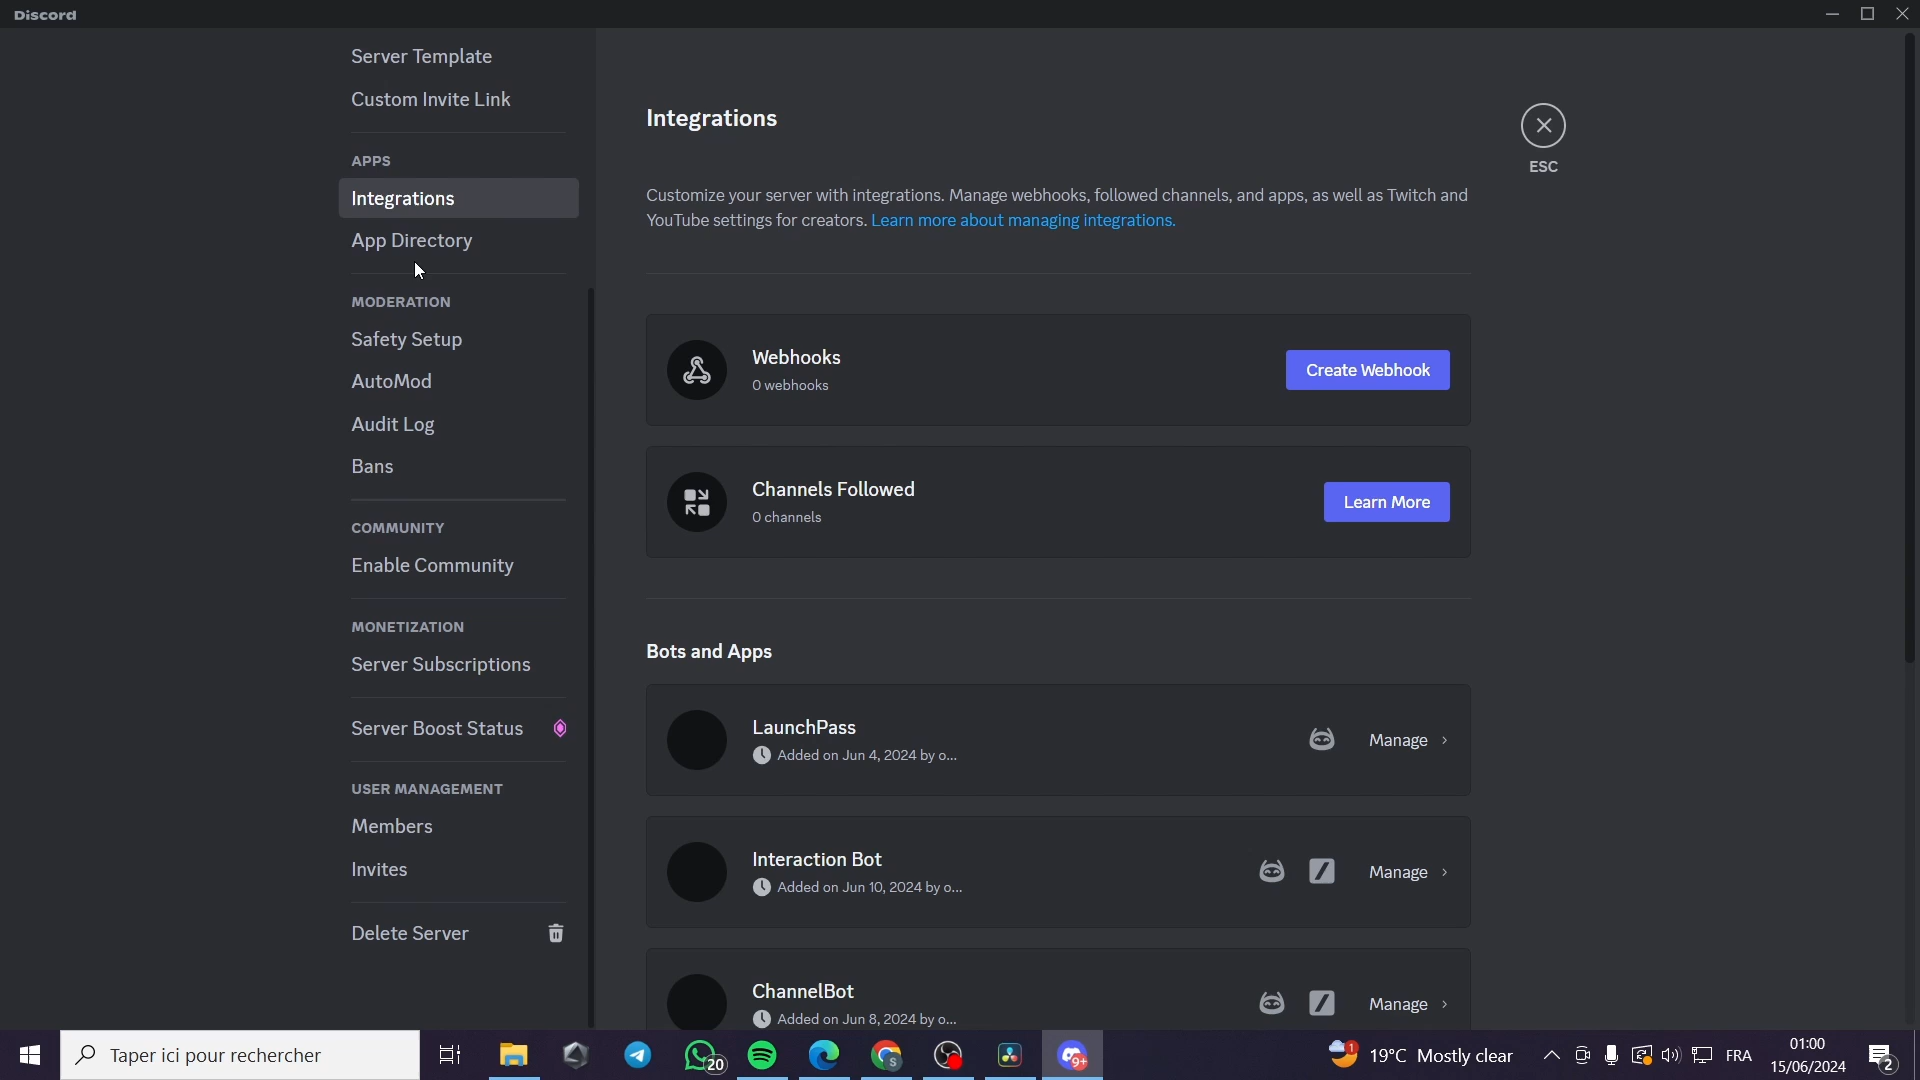 Discord
Server Template
Custom Invite Link
APPS
Integrations
App Directory
MODERATION
Safety Setup
AutoMod
Audit Log
Bans
COMMUNITY
Enable Community
MONETIZATION
Server Subscriptions
Server Boost Status
USER MANAGEMENT
Members
Invites
Delete Server
Integrations
ESC
Customize your server with integrations. Manage webhooks, followed channels, and apps, as well as Twitch and
YouTube settings for creators. Learn more about managing integrations.
Webhooks
0 webhooks
Create Webhook
Channels Followed
0 channels
Learn More
Bots and Apps
LaunchPass
Added on Jun 4, 2024 by o...
Manage
Interaction Bot
Added on Jun 10, 2024 by o...
Manage
ChannelBot
Added on Jun 8, 2024 by o...
Manage
Taper ici pour rechercher
20
S
9+
1
19°C Mostly clear
FRA
01:00
15/06/2024
2